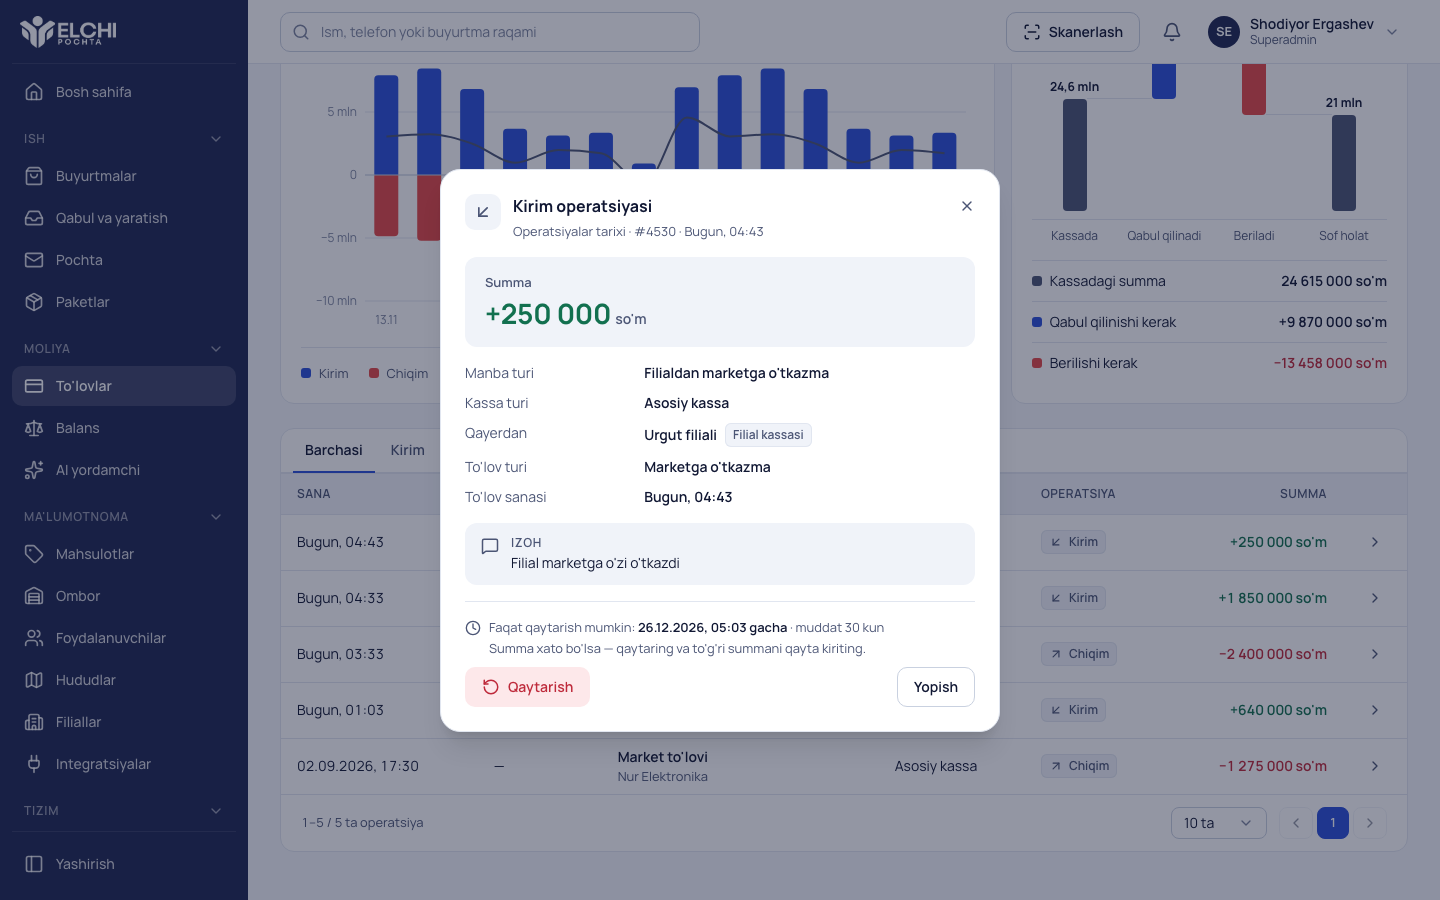 ELCHI
POCHTA
Ism, telefon yoki buyurtma raqami
Skanerlash
SE
Shodiyor Ergashev
Superadmin
Bosh sahifa
ISH
Buyurtmalar
Qabul va yaratish
Pochta
Paketlar
MOLIYA
To'lovlar
Balans
AI yordamchi
MA'LUMOTNOMA
Mahsulotlar
Ombor
Foydalanuvchilar
Hududlar
Filiallar
Integratsiyalar
TIZIM
Yashirish
5 mln
0
−5 mln
−10 mln
13.11
Kirim
Chiqim
24,6 mln
21 mln
Kassada
Qabul qilinadi
Beriladi
Sof holat
Kassadagi summa
24 615 000 so'm
Qabul qilinishi kerak
+9 870 000 so'm
Berilishi kerak
−13 458 000 so'm
Kirim operatsiyasi
Operatsiyalar tarixi · #4530 · Bugun, 04:43
Summa
+250 000 so'm
Manba turi
Filialdan marketga o'tkazma
Kassa turi
Asosiy kassa
Qayerdan
Urgut filiali
Filial kassasi
To'lov turi
Marketga o'tkazma
To'lov sanasi
Bugun, 04:43
IZOH
Filial marketga o'zi o'tkazdi
Faqat qaytarish mumkin: 26.12.2026, 05:03 gacha · muddat 30 kun
Summa xato bo'lsa — qaytaring va to'g'ri summani qayta kiriting.
Qaytarish
Yopish
Barchasi
Kirim
SANA
OPERATSIYA
SUMMA
Bugun, 04:43
Kirim
+250 000 so'm
Bugun, 04:33
Kirim
+1 850 000 so'm
Bugun, 03:33
Chiqim
−2 400 000 so'm
Bugun, 01:03
Kirim
+640 000 so'm
02.09.2026, 17:30
—
Market to'lovi
Nur Elektronika
Asosiy kassa
Chiqim
−1 275 000 so'm
1–5 / 5 ta operatsiya
10 ta
1